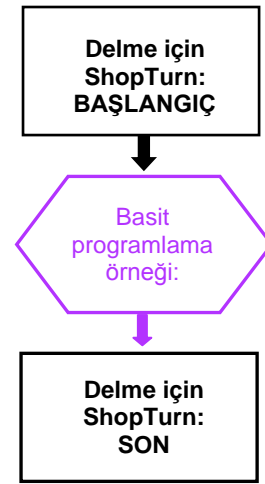 Delme için
ShopTurn:
BAŞLANGIÇ
Basit
programlama
örneği:
Delme için
ShopTurn:
SON